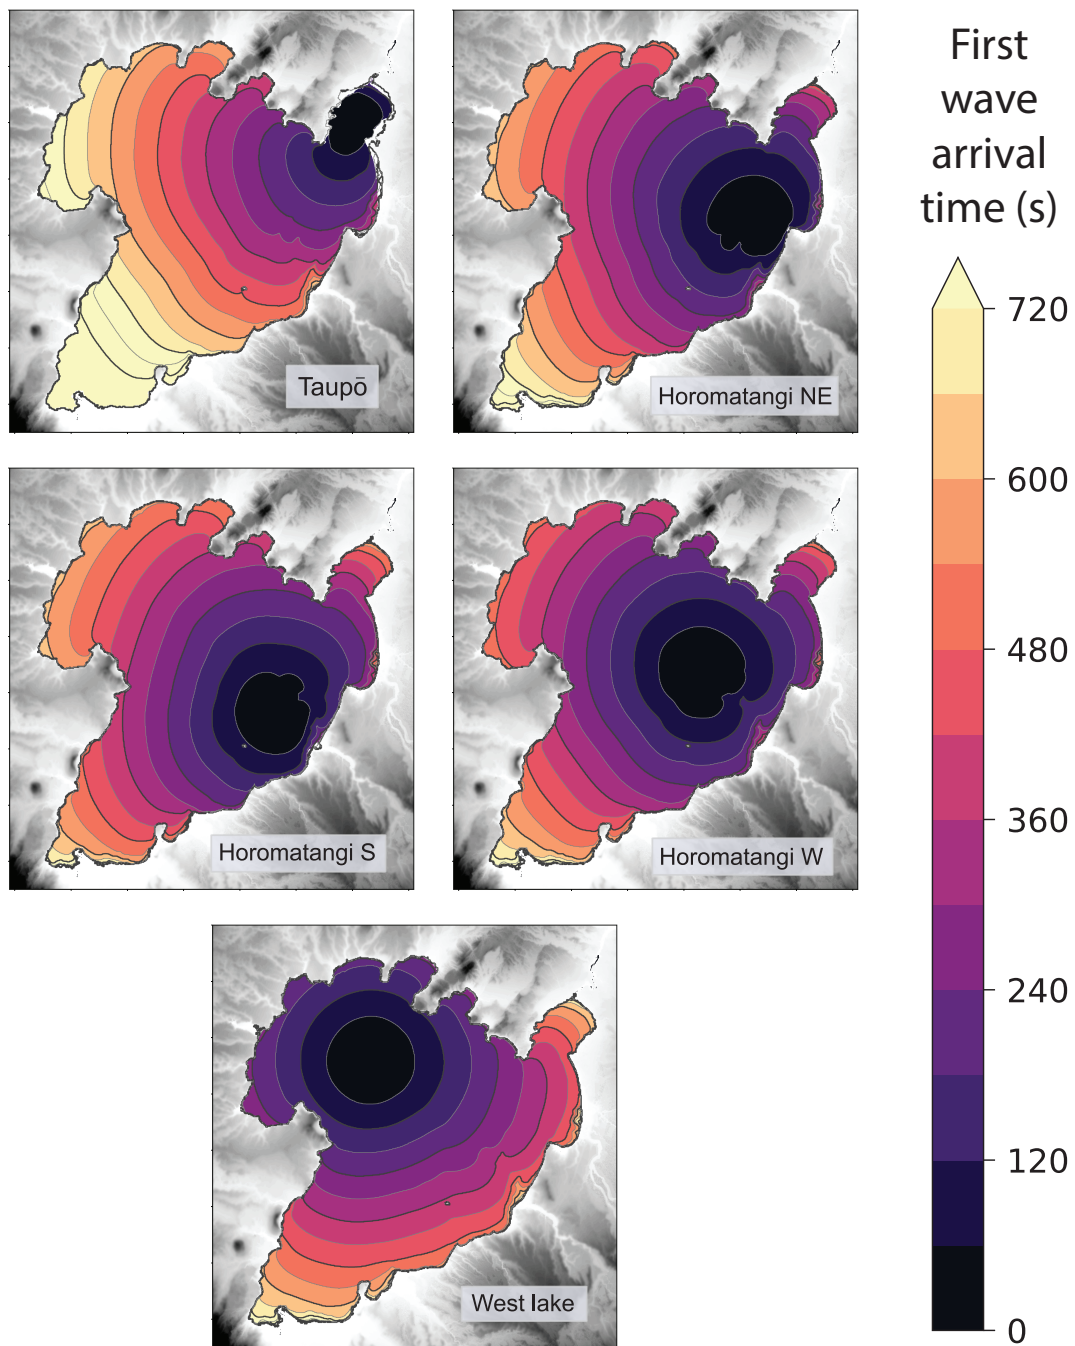 First
wave
arrival
time (s)
Taupō
Horomatangi NE
720
600
480
360
240
120
0
Horomatangi S
Horomatangi W
West lake